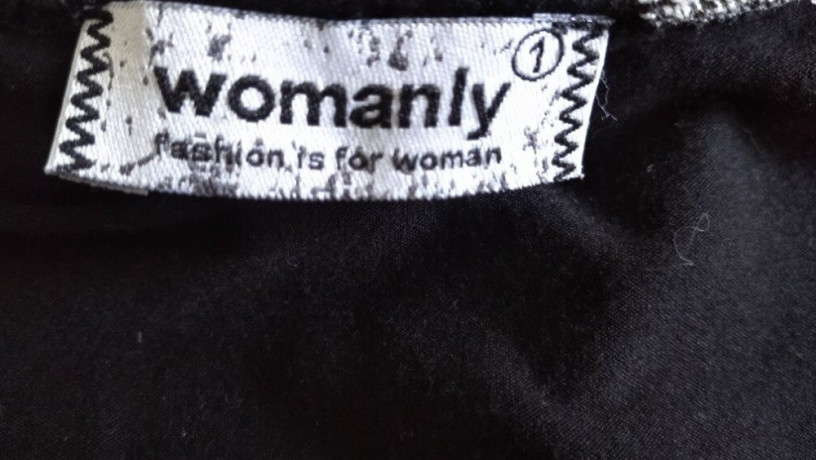 womanly ①
fashion is for woman